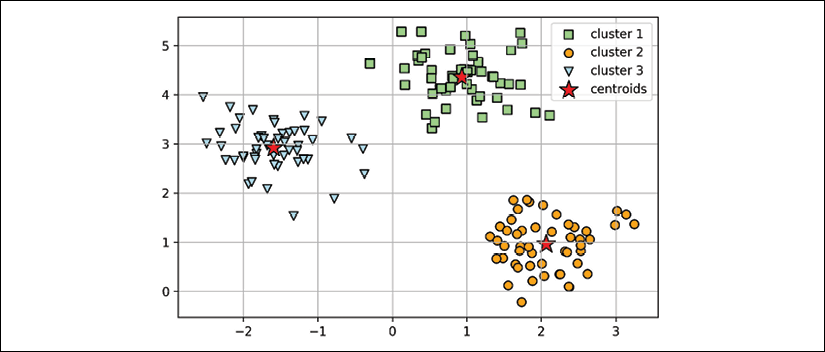 5
4
3
2
1
0
−2 −1 0 1 2 3
cluster 1
cluster 2
cluster 3
centroids